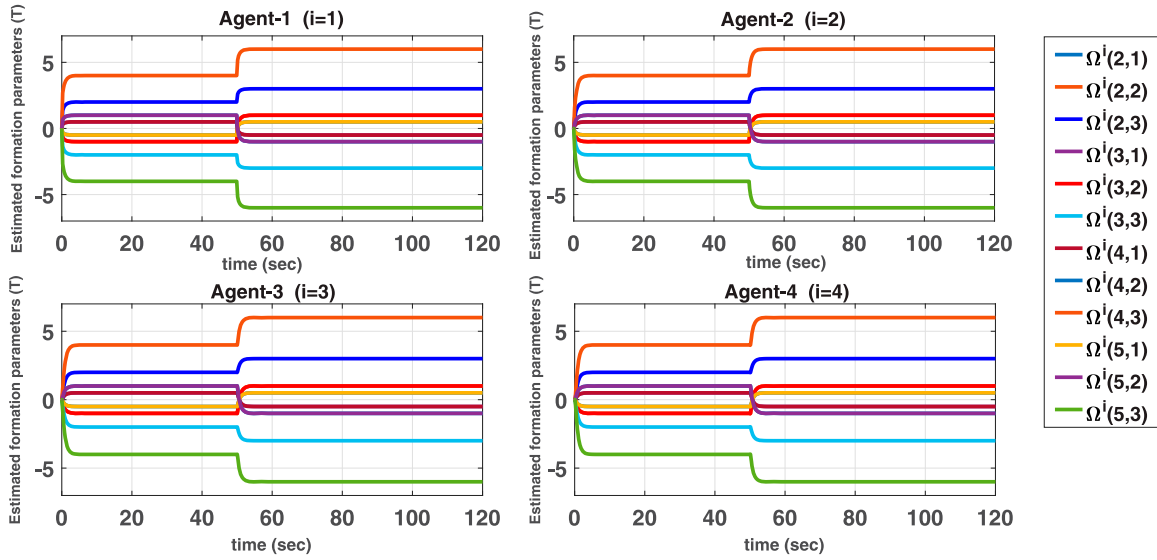 Agent-1 (i=1)
Estimated formation parameters (T)
5
0
-5
0 20 40 60 80 100 120
time (sec)
Agent-2 (i=2)
Estimated formation parameters (T)
5
0
-5
0 20 40 60 80 100 120
time (sec)
Agent-3 (i=3)
Estimated formation parameters (T)
5
0
-5
0 20 40 60 80 100 120
time (sec)
Agent-4 (i=4)
Estimated formation parameters (T)
5
0
-5
0 20 40 60 80 100 120
time (sec)
Ωⁱ(2,1)
Ωⁱ(2,2)
Ωⁱ(2,3)
Ωⁱ(3,1)
Ωⁱ(3,2)
Ωⁱ(3,3)
Ωⁱ(4,1)
Ωⁱ(4,2)
Ωⁱ(4,3)
Ωⁱ(5,1)
Ωⁱ(5,2)
Ωⁱ(5,3)